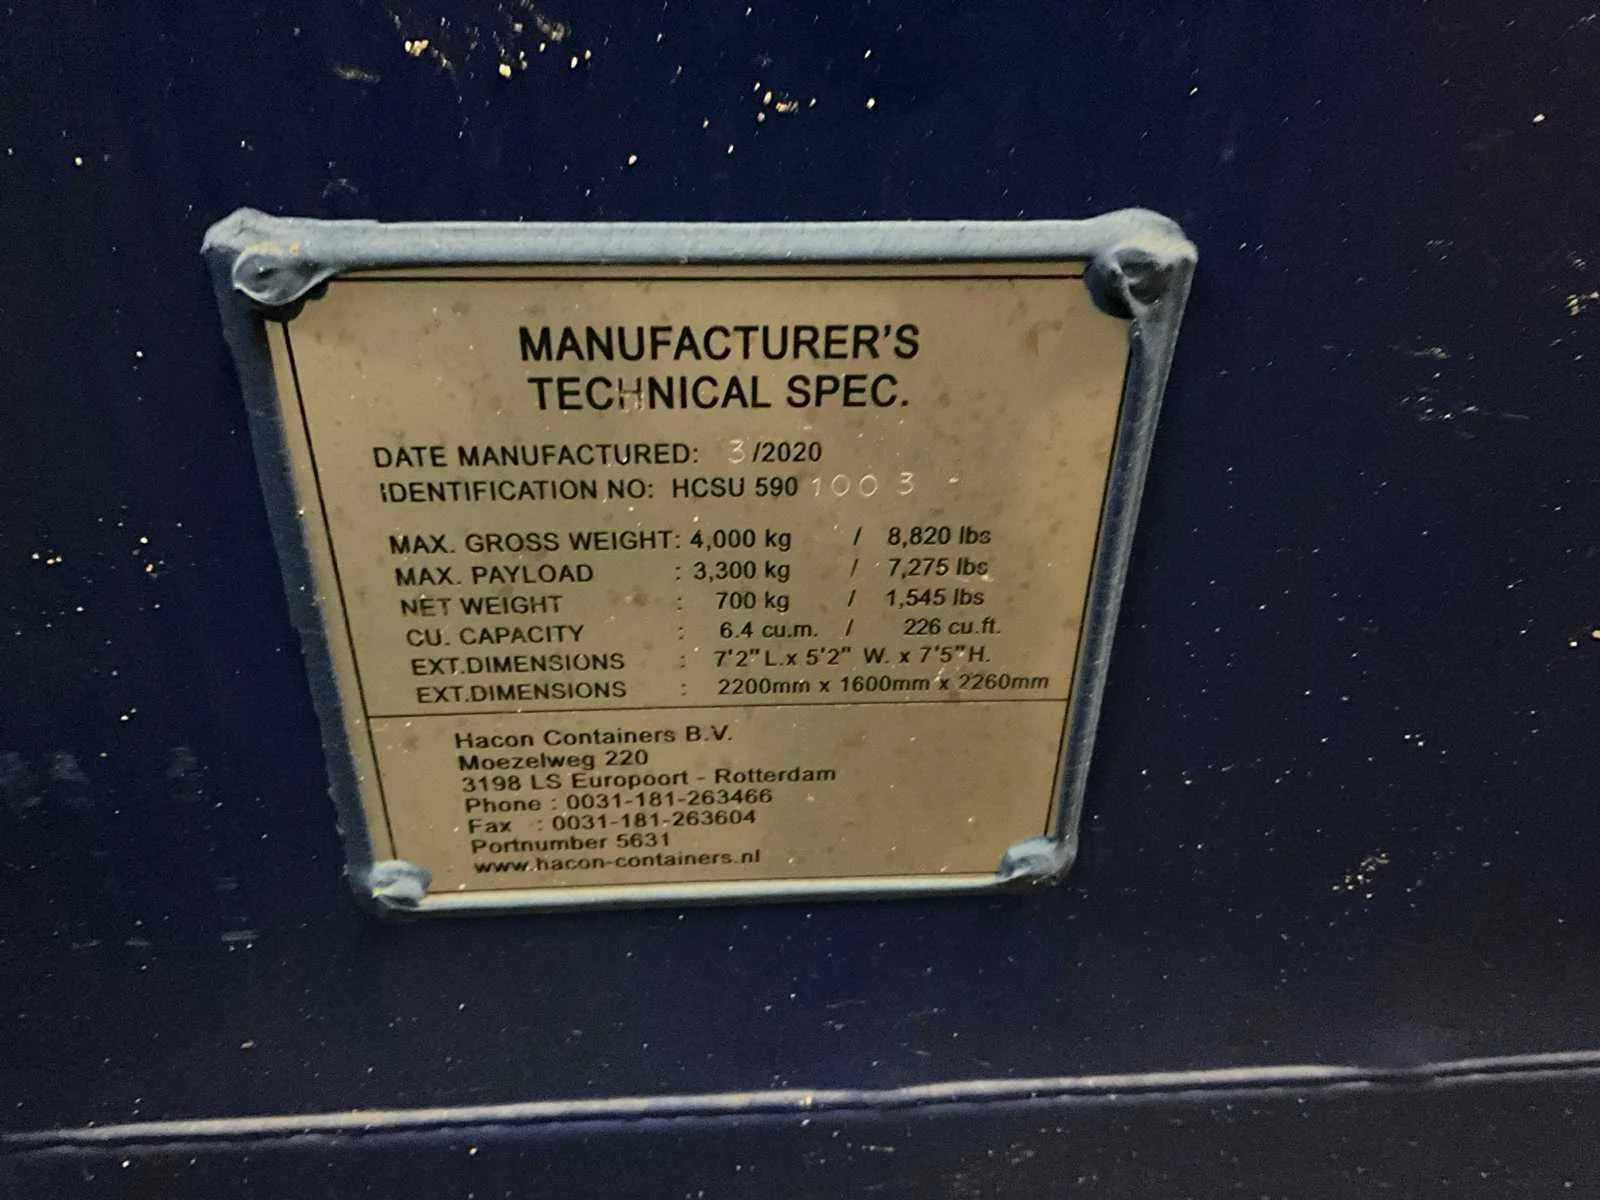 MANUFACTURER'S
TECHNICAL SPEC.
DATE MANUFACTURED: 3/2020
IDENTIFICATION NO: HCSU 590 1003 -
MAX. GROSS WEIGHT: 4,000 kg / 8,820 lbs
MAX. PAYLOAD : 3,300 kg / 7,275 lbs
NET WEIGHT : 700 kg / 1,545 lbs
CU. CAPACITY : 6.4 cu.m. / 226 cu.ft.
EXT.DIMENSIONS : 7'2" L.x 5'2" W. x 7'5"H.
EXT.DIMENSIONS : 2200mm x 1600mm x 2260mm
Hacon Containers B.V.
Moezelweg 220
3198 LS Europoort - Rotterdam
Phone : 0031-181-263466
Fax : 0031-181-263604
Portnumber 5631
www.hacon-containers.nl